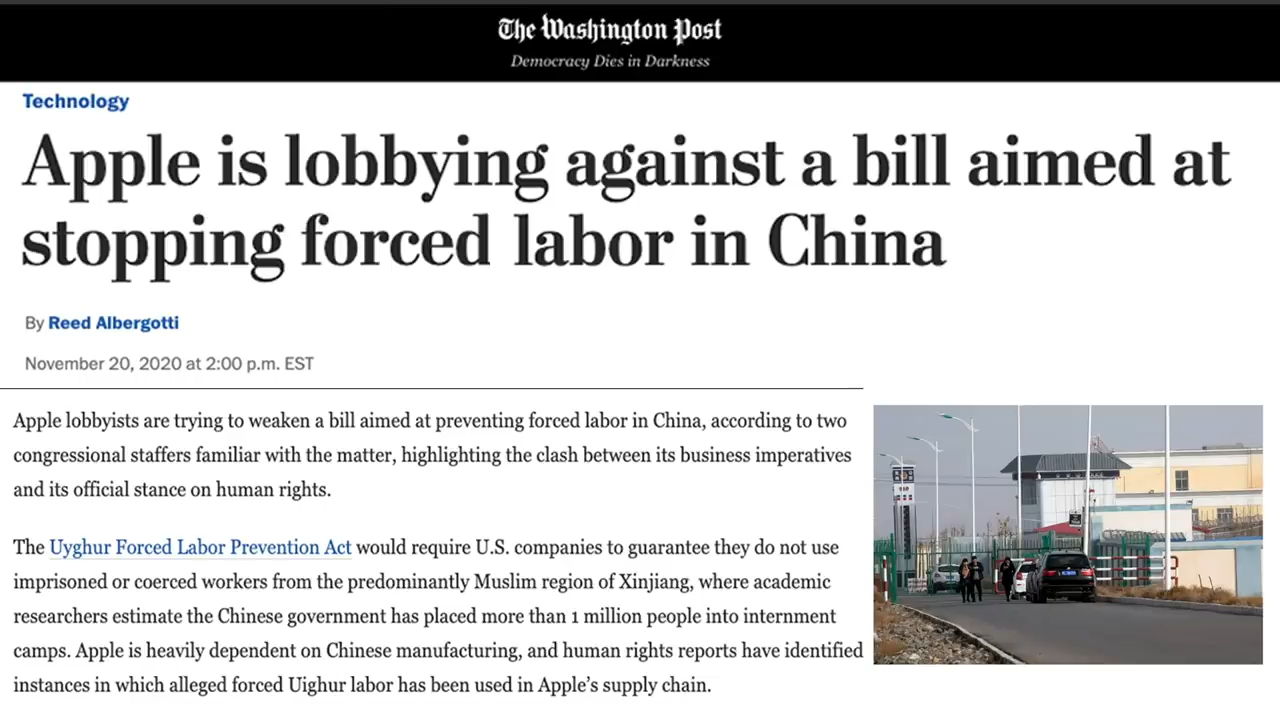 The Washington Post
Democracy Dies in Darkness
Technology
Apple is lobbying against a bill aimed at
stopping forced labor in China
By Reed Albergotti
November 20, 2020 at 2:00 p.m. EST
Apple lobbyists are trying to weaken a bill aimed at preventing forced labor in China, according to two
congressional staffers familiar with the matter, highlighting the clash between its business imperatives
and its official stance on human rights.
The Uyghur Forced Labor Prevention Act would require U.S. companies to guarantee they do not use
imprisoned or coerced workers from the predominantly Muslim region of Xinjiang, where academic
researchers estimate the Chinese government has placed more than 1 million people into internment
camps. Apple is heavily dependent on Chinese manufacturing, and human rights reports have identified
instances in which alleged forced Uighur labor has been used in Apple's supply chain.